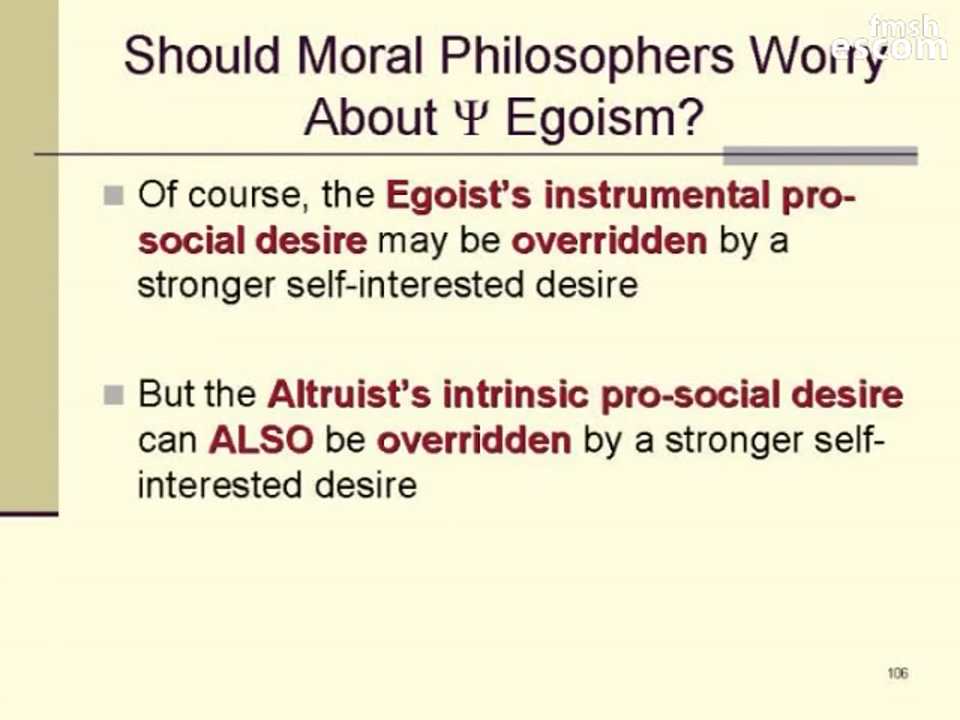 fmsh
escom
Should Moral Philosophers Worry
About Ψ Egoism?
Of course, the Egoist's instrumental pro-
social desire may be overridden by a
stronger self-interested desire
But the Altruist's intrinsic pro-social desire
can ALSO be overridden by a stronger self-
interested desire
106